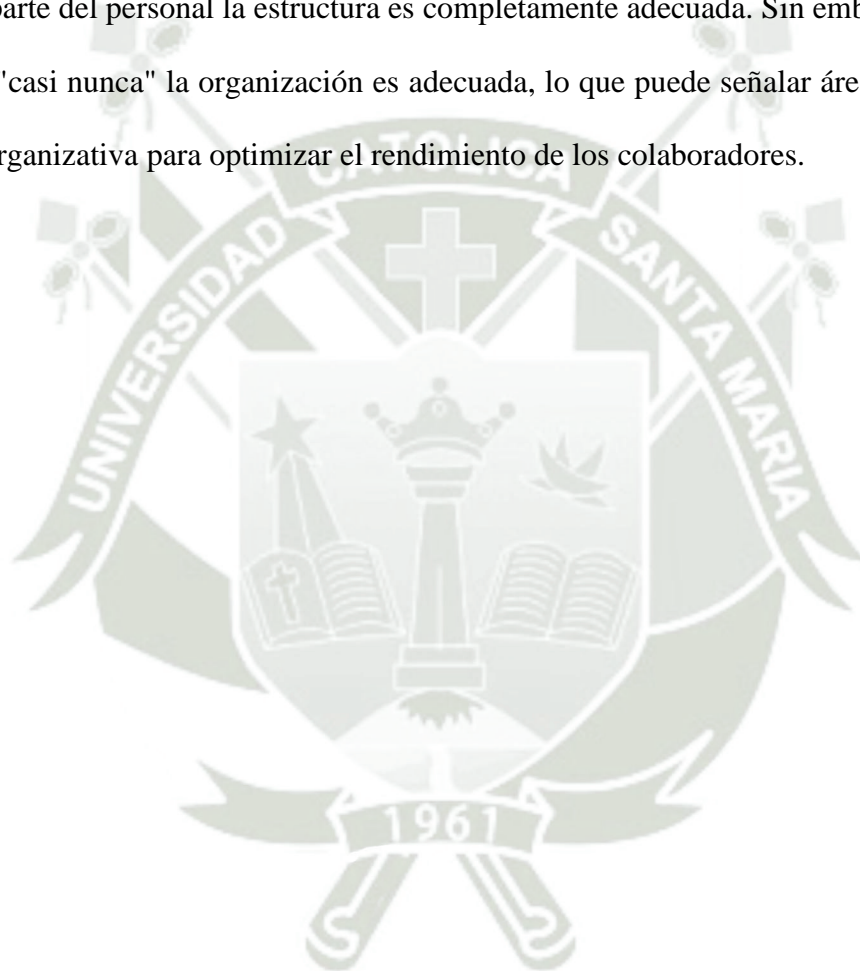 parte del personal la estructura es completamente adecuada. Sin emb
"casi nunca" la organización es adecuada, lo que puede señalar áre
rganizativa para optimizar el rendimiento de los colaboradores.
UNIVERSIDAD CATOLICA SANTA MARIA
1961